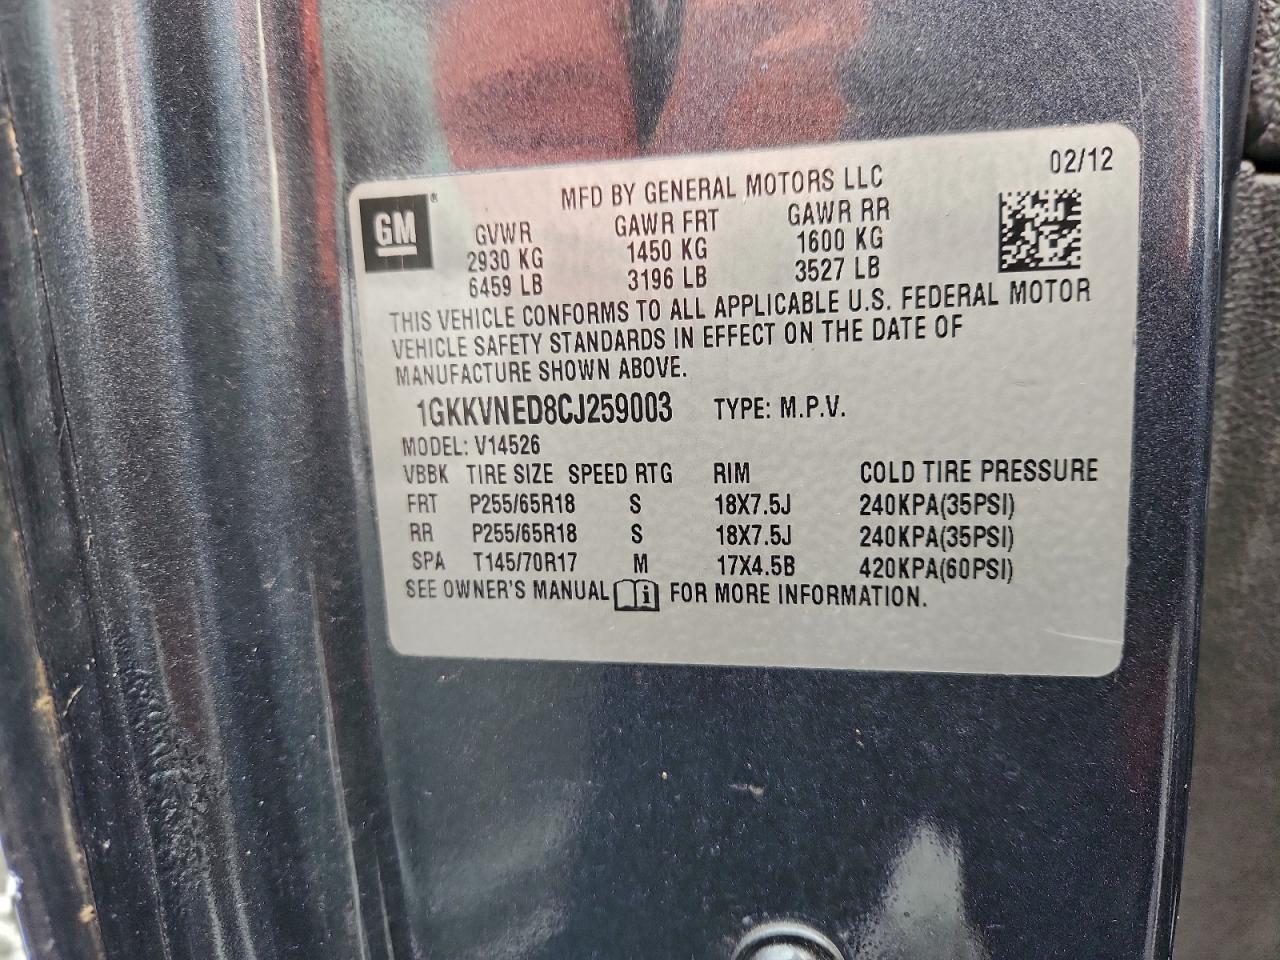 02/12
MFD BY GENERAL MOTORS LLC
GM®
GVWR GAWR FRT GAWR RR
2930 KG 1450 KG 1600 KG
6459 LB 3196 LB 3527 LB
THIS VEHICLE CONFORMS TO ALL APPLICABLE U.S. FEDERAL MOTOR
VEHICLE SAFETY STANDARDS IN EFFECT ON THE DATE OF
MANUFACTURE SHOWN ABOVE.
1GKKVNED8CJ259003 TYPE: M.P.V.
MODEL: V14526
VBBK TIRE SIZE SPEED RTG RIM COLD TIRE PRESSURE
FRT P255/65R18 S 18X7.5J 240KPA(35PSI)
RR P255/65R18 S 18X7.5J 240KPA(35PSI)
SPA T145/70R17 M 17X4.5B 420KPA(60PSI)
SEE OWNER'S MANUAL i FOR MORE INFORMATION.